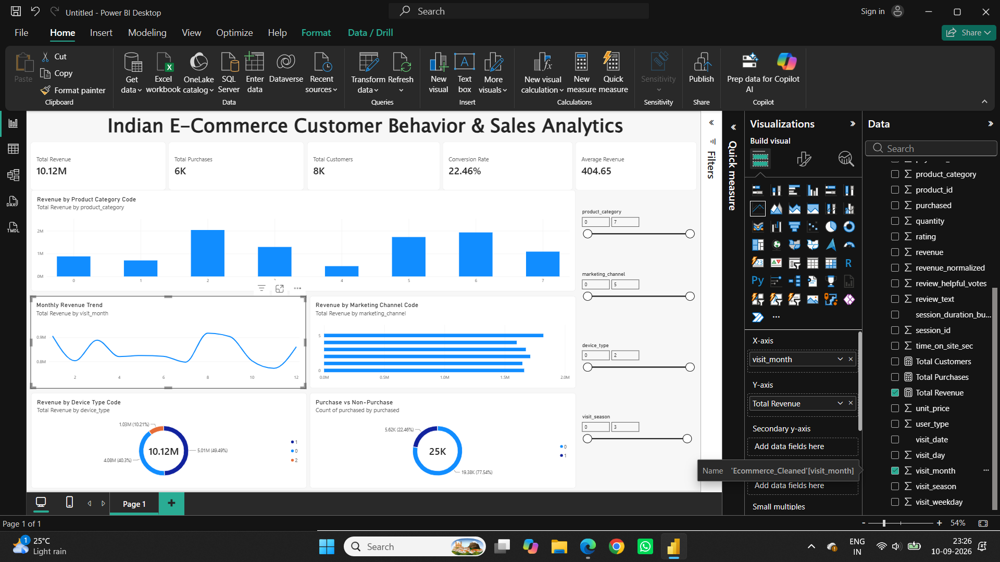 Untitled - Power BI Desktop
Search
Sign in
File
Home
Insert
Modeling
View
Optimize
Help
Format
Data / Drill
Share
Paste
Cut
Copy
Format painter
Clipboard
Get data
Excel workbook
OneLake catalog
SQL Server
Enter data
Dataverse
Recent sources
Data
Transform data
Refresh
Queries
New visual
Text box
More visuals
Insert
New visual calculation
New measure
Quick measure
Calculations
Sensitivity
Sensitivity
Publish
Share
Prep data for AI
Copilot
Copilot
Indian E-Commerce Customer Behavior & Sales Analytics
Total Revenue
10.12M
Total Purchases
6K
Total Customers
8K
Conversion Rate
22.46%
Average Revenue
404.65
Revenue by Product Category Code
Total Revenue by product_category
2M
1M
0M
0 1 2 3 4 5 6 7
product_category
0 7
marketing_channel
0 5
device_type
0 2
visit_season
0 3
Monthly Revenue Trend
Total Revenue by visit_month
0.9M
0.8M
2 4 6 8 10 12
Revenue by Marketing Channel Code
Total Revenue by marketing_channel
5
0
0.0M 0.5M 1.0M 1.5M 2.0M
Revenue by Device Type Code
Total Revenue by device_type
1.03M (10.21%)
10.12M
5.01M (49.49%)
4.08M (40.3%)
1
0
2
Purchase vs Non-Purchase
Count of purchased by purchased
5.62K (22.46%)
25K
19.38K (77.54%)
0
1
Filters
Quick measure
Visualizations
Build visual
123
R
Py
X-axis
visit_month
Y-axis
Total Revenue
Secondary y-axis
Add data fields here
Name 'Ecommerce_Cleaned'[visit_month]
Add data fields here
Small multiples
Data
Search
product_category
product_id
purchased
quantity
rating
revenue
revenue_normalized
review_helpful_votes
review_text
session_duration_bu...
session_id
time_on_site_sec
Total Customers
Total Purchases
Total Revenue
unit_price
user_type
visit_date
visit_day
visit_month
visit_season
visit_weekday
DAX
TMDL
Page 1
Page 1 of 1
54%
1
25°C
Light rain
Search
ENG
IN
23:26
10-09-2026